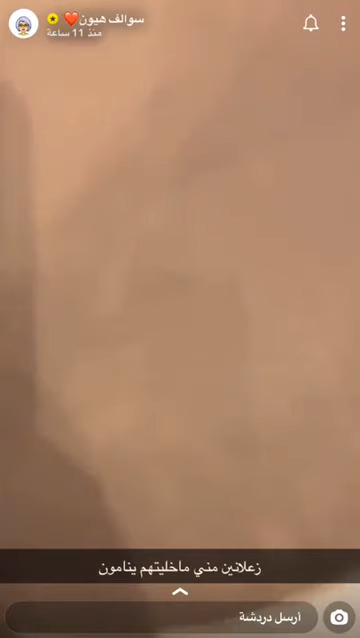 سوالف هيون❤️
منذ 11 ساعة
زعلانين مني ماخليتهم ينامون
أرسل دردشة